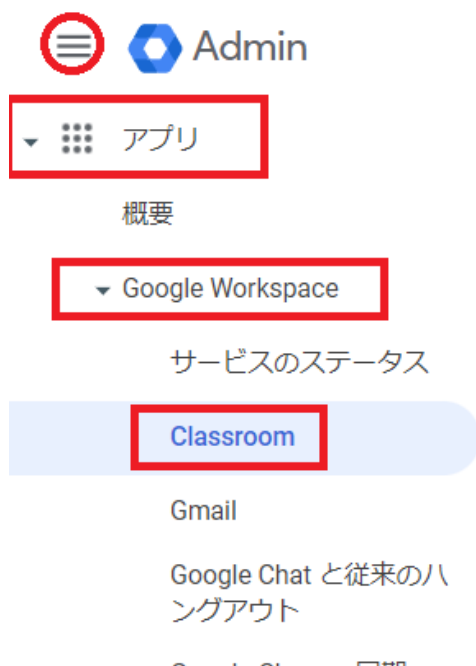 Admin
アプリ
概要
Google Workspace
サービスのステータス
Classroom
Gmail
Google Chat と従来のハ
ングアウト